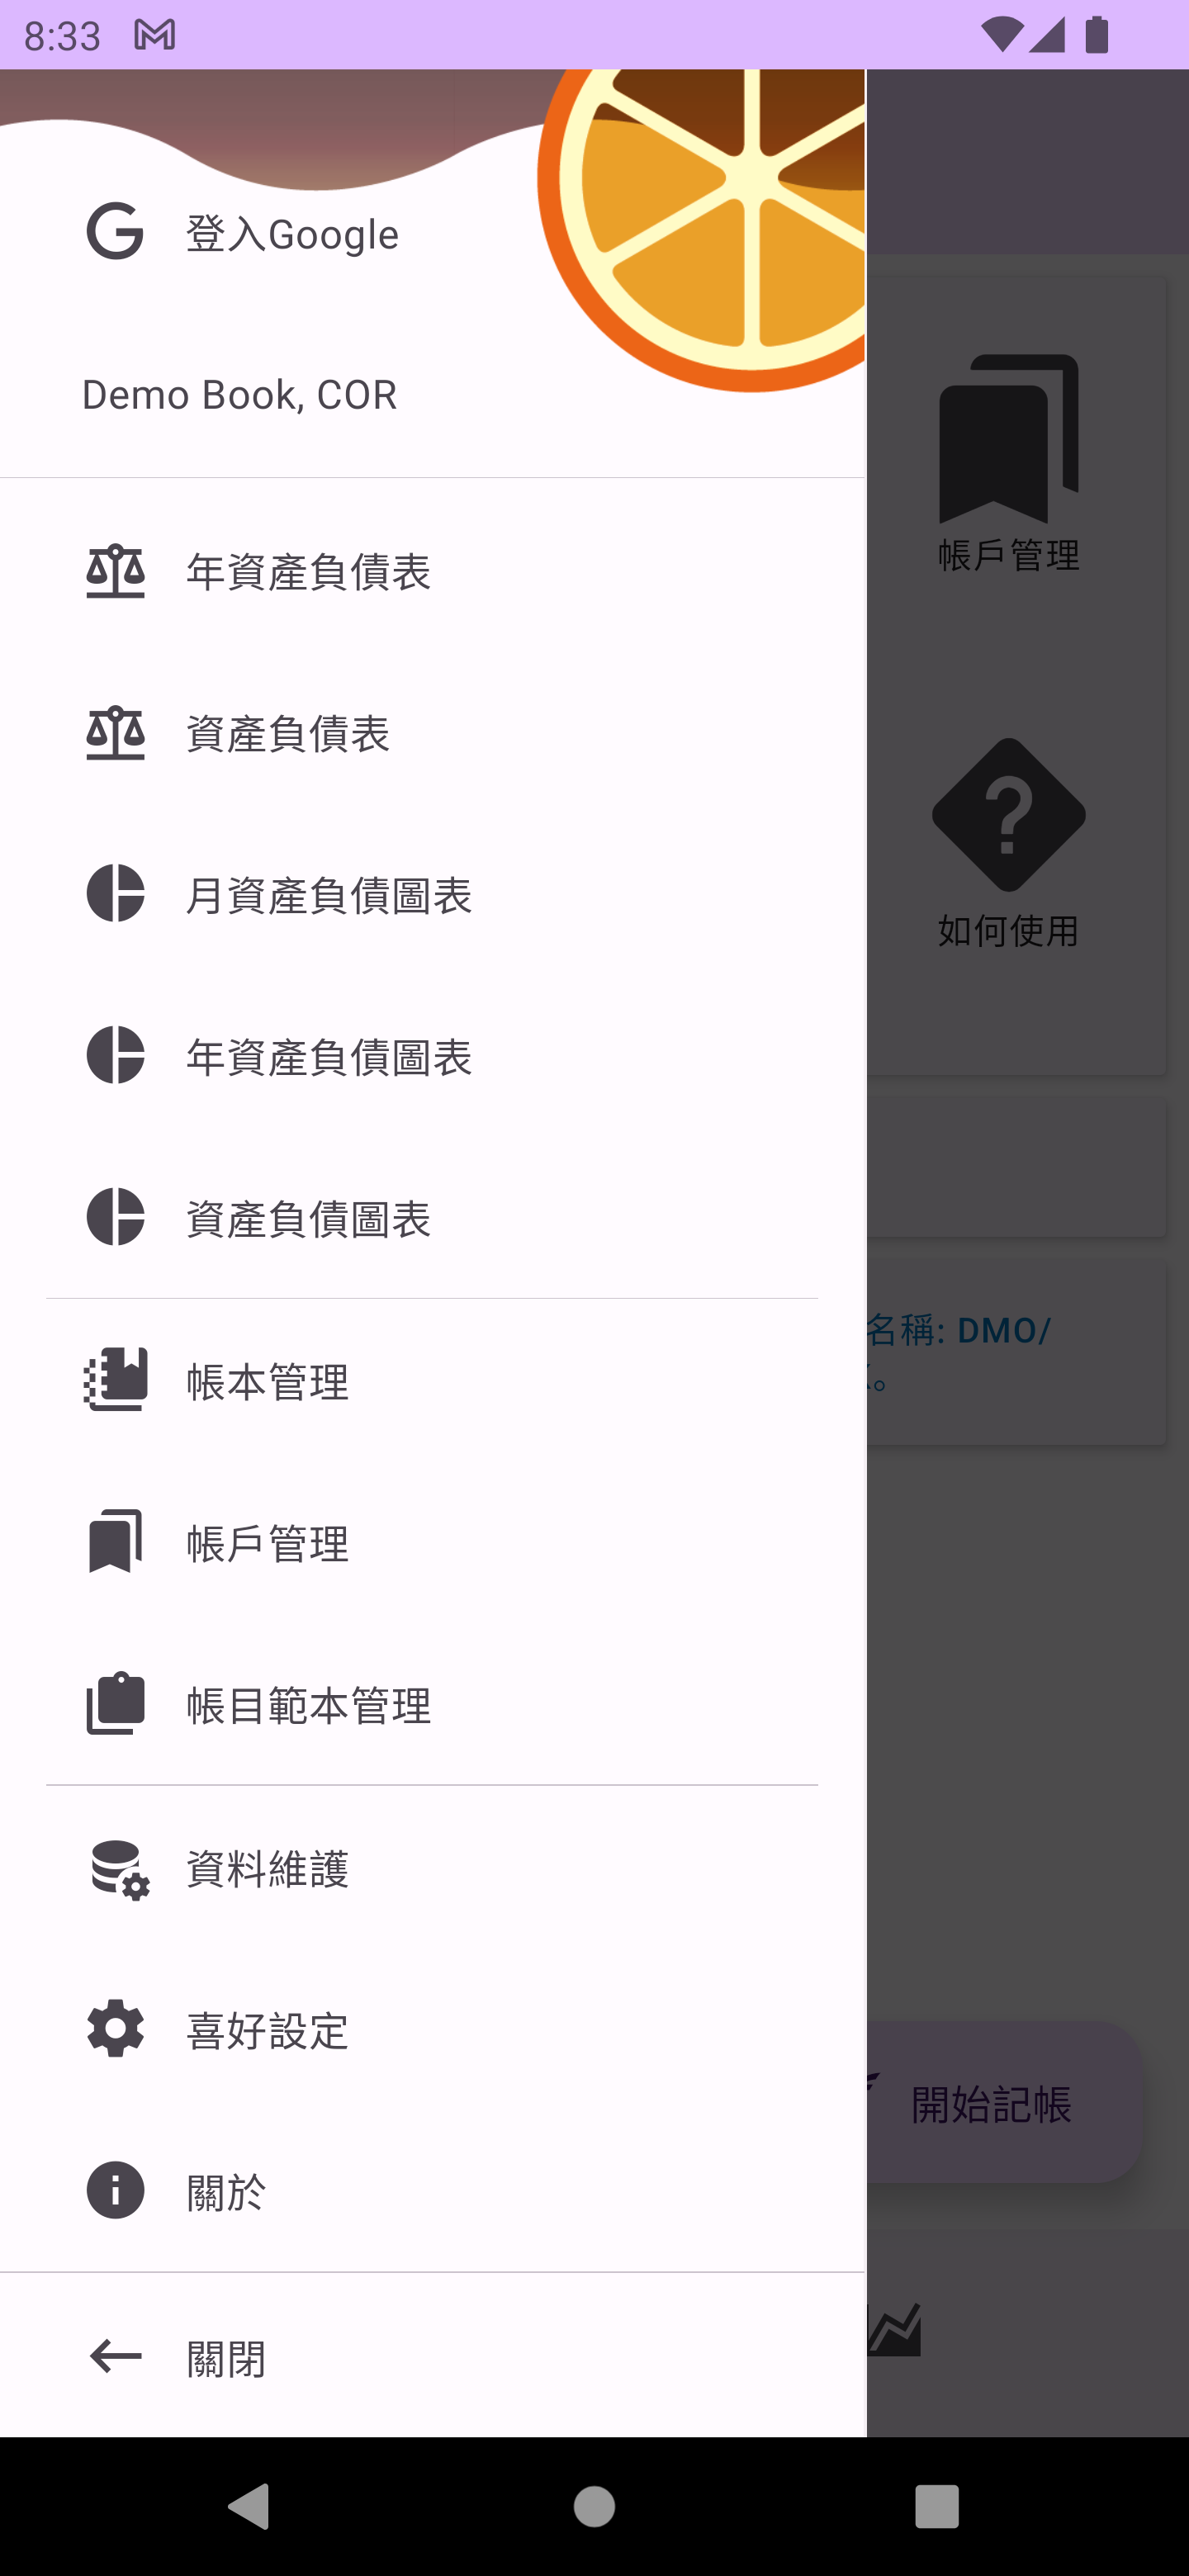 8:33
登入Google
Demo Book, COR
年資產負債表
資產負債表
月資產負債圖表
年資產負債圖表
資產負債圖表
帳本管理
帳戶管理
帳目範本管理
資料維護
喜好設定
關於
關閉
帳戶管理
如何使用
名稱: DMO/
。
開始記帳